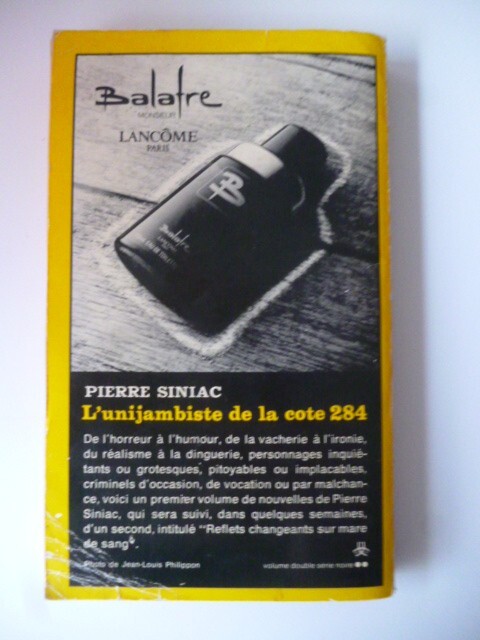 Balafre
MONSIEUR
LANCÔME
PARIS
Balafre
PIERRE SINIAC
L'unijambiste de la cote 284
De l'horreur à l'humour, de la vacherie à l'ironie,
du réalisme à la dinguerie, personnages inquié-
tants ou grotesques, pitoyables ou implacables,
criminels d'occasion, de vocation ou par malchan-
ce, voici un premier volume de nouvelles de Pierre
Siniac, qui sera suivi, dans quelques semaines,
d'un second, intitulé "Reflets changeants sur mare
de sang".
Photo de Jean-Louis Philippon
volume double série noire